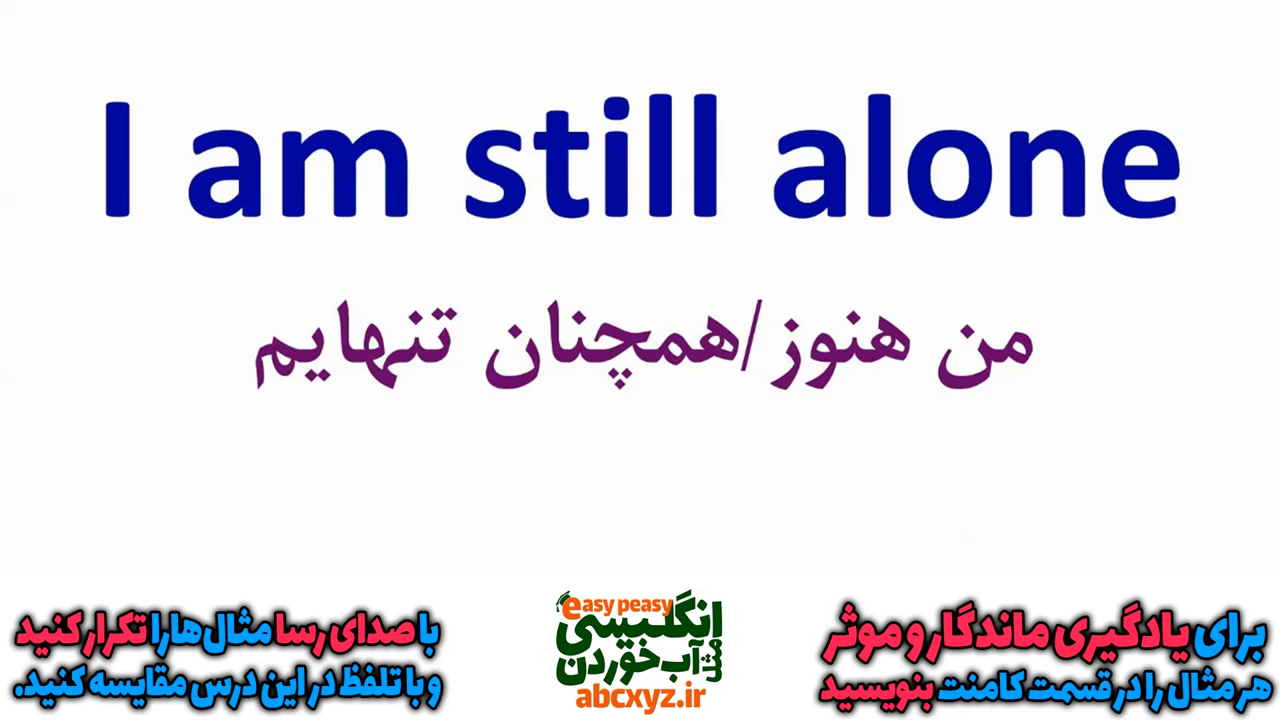 I am still alone
من هنوز/همچنان تنهایم
برای یادگیری ماندگار و موثر
هر مثال را در قسمت کامنت بنویسید
easy peasy
انگلیسی
مثل آب خوردن
abcxyz.ir
با صدای رسا مثال‌ها را تکرار کنید
و با تلفظ در این درس مقایسه کنید.